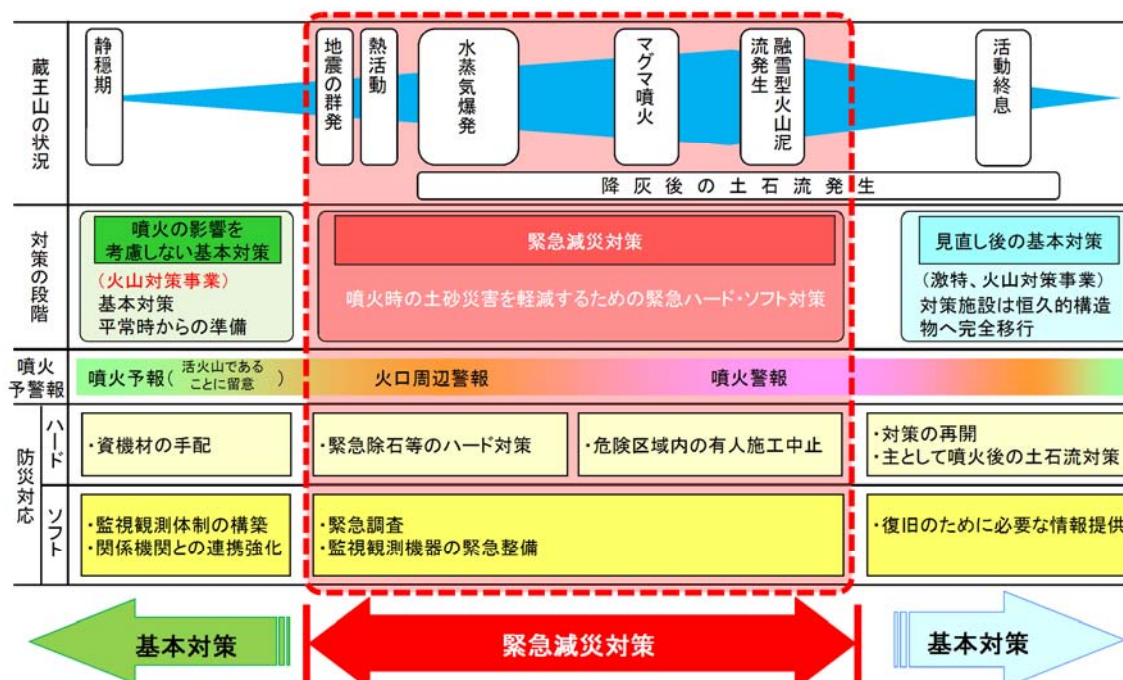 蔵王山の状況
静穏期
地震の群発
熱活動
水蒸気爆発
マグマ噴火
融雪型火山泥
流発生
活動終息
降灰後の土石流発生
対策の段階
噴火の影響を
考慮しない基本対策
(火山対策事業)
基本対策
平常時からの準備
緊急減災対策
噴火時の土砂災害を軽減するための緊急ハード・ソフト対策
見直し後の基本対策
(激特、火山対策事業)
対策施設は恒久的構造
物へ完全移行
噴火
予警報
噴火予報(活火山である
ことに留意)
火口周辺警報
噴火警報
防災対応
ハード
・資機材の手配
・緊急除石等のハード対策
・危険区域内の有人施工中止
・対策の再開
・主として噴火後の土石流対策
ソフト
・監視観測体制の構築
・関係機関との連携強化
・緊急調査
・監視観測機器の緊急整備
・復旧のために必要な情報提供
基本対策
緊急減災対策
基本対策